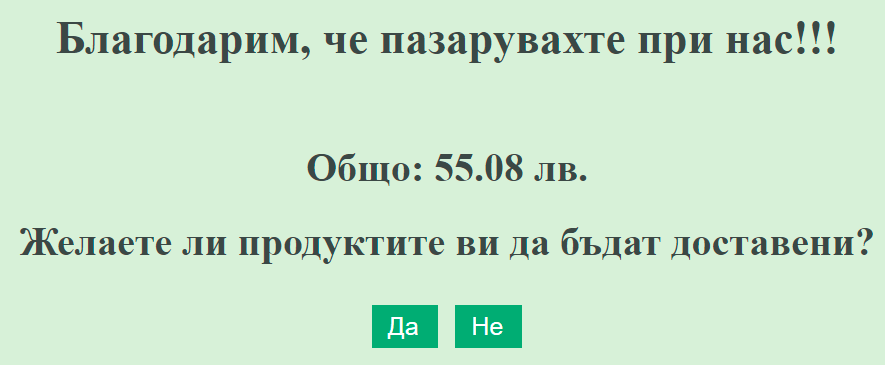 Благодарим, че пазарувахте при нас!!!
Общо: 55.08 лв.
Желаете ли продуктите ви да бъдат доставени?
Да Не